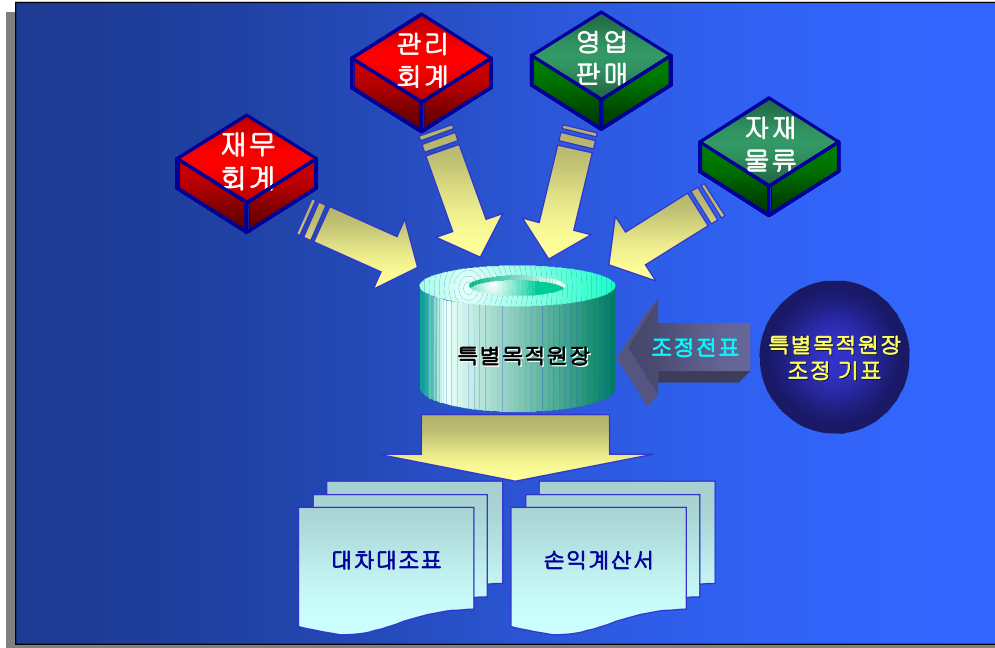 관리
회계
영업
판매
재무
회계
자재
물류
특별목적원장
조정전표
특별목적원장
조정 기표
대차대조표
손익계산서